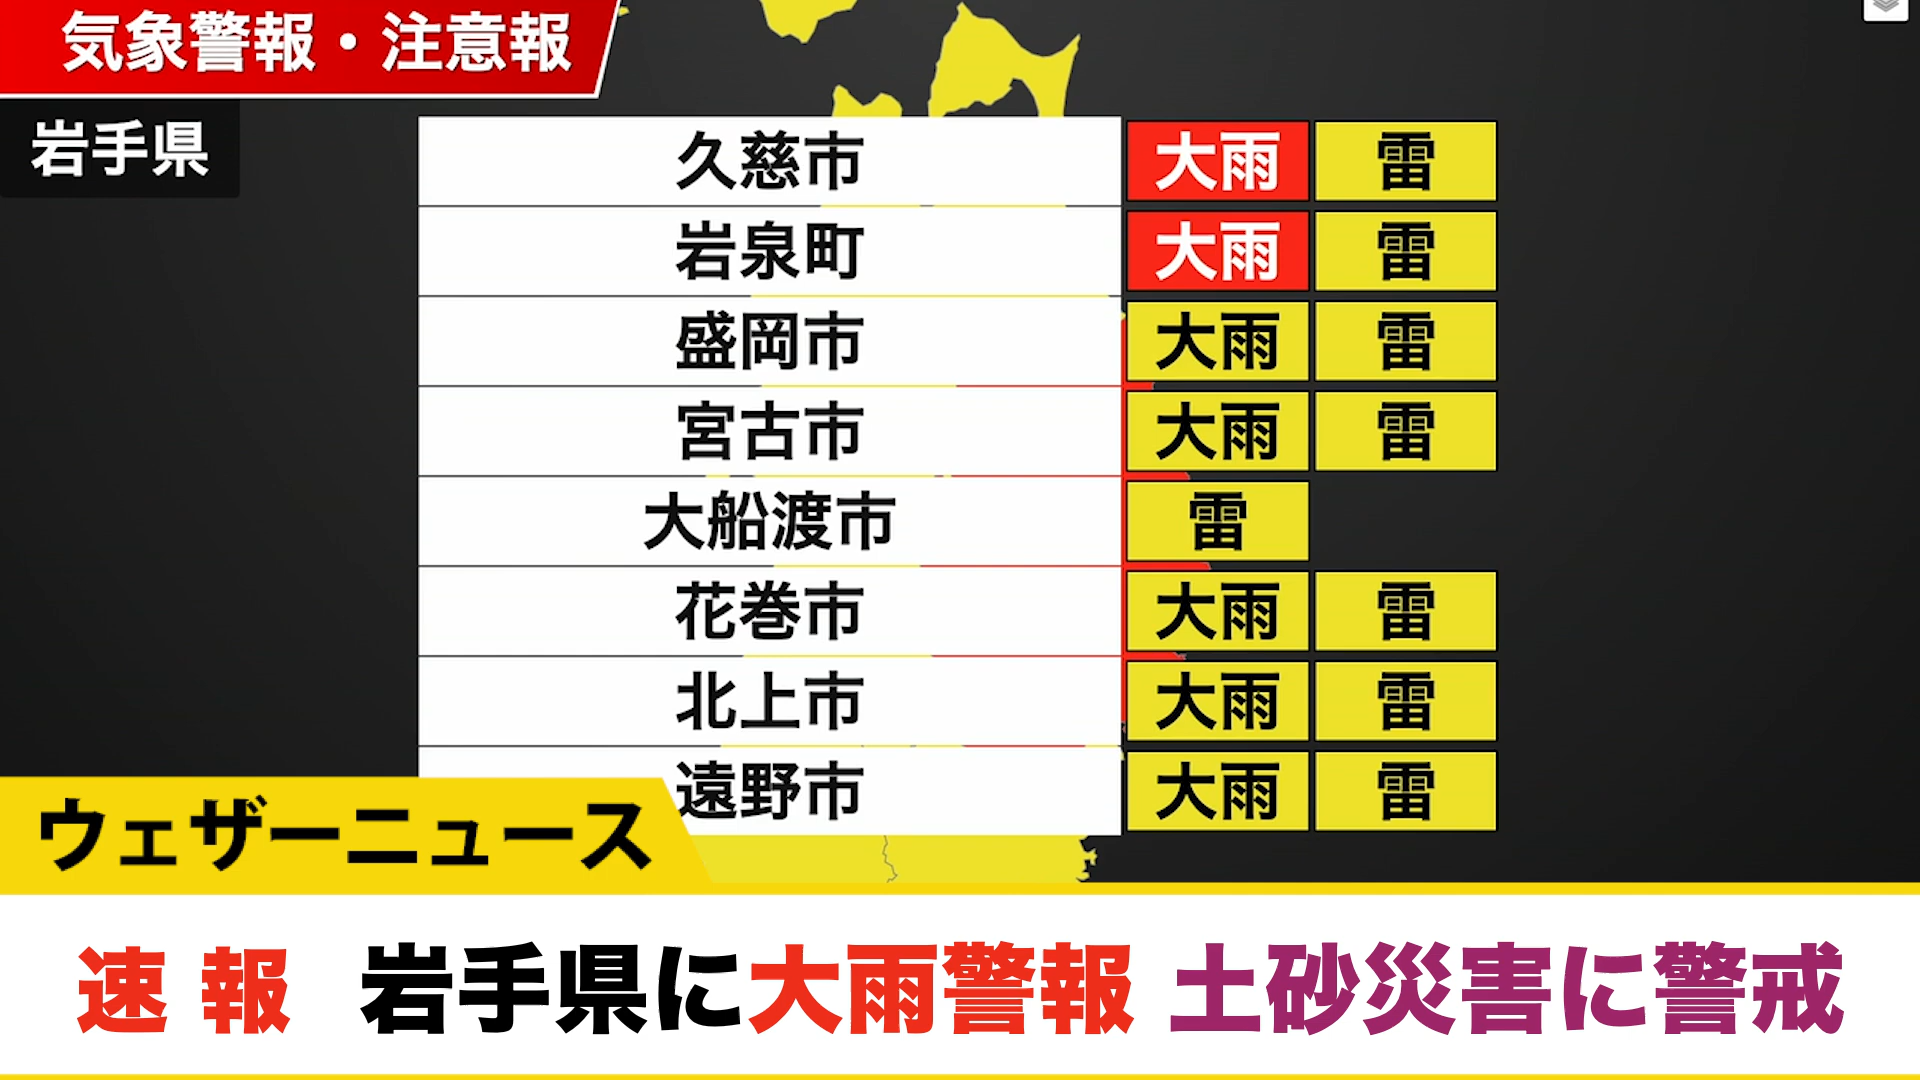 気象警報・注意報
岩手県
久慈市 大雨 雷
岩泉町 大雨 雷
盛岡市 大雨 雷
宮古市 大雨 雷
大船渡市 雷
花巻市 大雨 雷
北上市 大雨 雷
遠野市 大雨 雷
ウェザーニュース
速報 岩手県に大雨警報 土砂災害に警戒